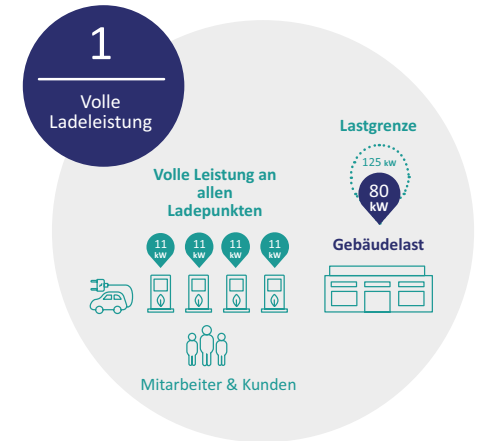 1
Volle
Ladeleistung
Lastgrenze
125 kW
80
kW
Gebäudelast
Volle Leistung an
allen
Ladepunkten
11 11 11 11
kW kW kW kW
Mitarbeiter & Kunden